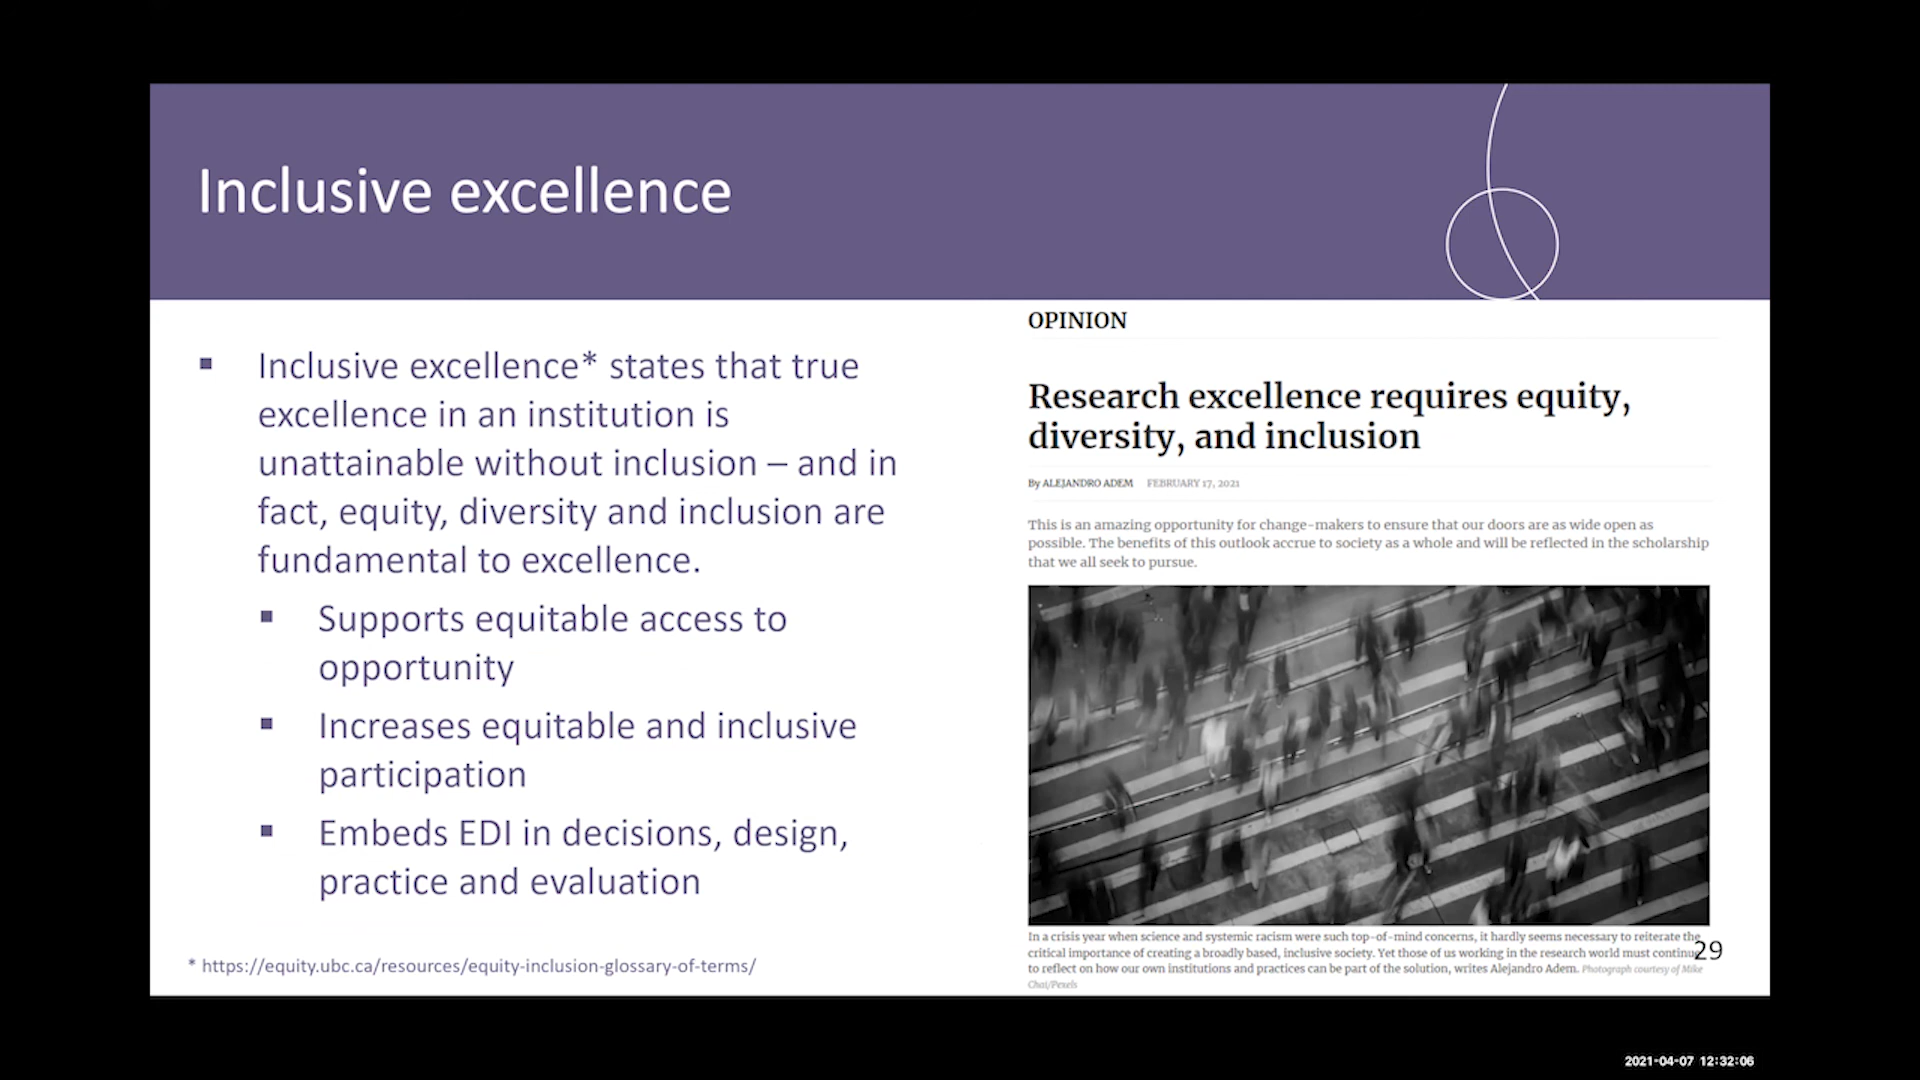 Inclusive excellence
▪ Inclusive excellence* states that true
excellence in an institution is
unattainable without inclusion – and in
fact, equity, diversity and inclusion are
fundamental to excellence.
▪ Supports equitable access to
opportunity
▪ Increases equitable and inclusive
participation
▪ Embeds EDI in decisions, design,
practice and evaluation
* https://equity.ubc.ca/resources/equity-inclusion-glossary-of-terms/
OPINION
Research excellence requires equity,
diversity, and inclusion
By ALEJANDRO ADEM FEBRUARY 17, 2021
This is an amazing opportunity for change-makers to ensure that our doors are as wide open as
possible. The benefits of this outlook accrue to society as a whole and will be reflected in the scholarship
that we all seek to pursue.
In a crisis year when science and systemic racism were such top-of-mind concerns, it hardly seems necessary to reiterate the
critical importance of creating a broadly based, inclusive society. Yet those of us working in the research world must continue
to reflect on how our own institutions and practices can be part of the solution, writes Alejandro Adem. Photograph courtesy of Mike
Chai/Pexels
29
2021-04-07 12:32:06